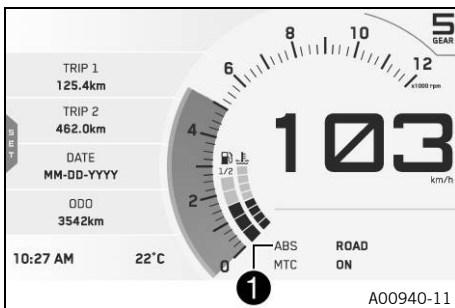 TRIP 1
125.4km
TRIP 2
462.0km
DATE
MM-DD-YYYY
ODO
3542km
10:27 AM 22°C
SET
0
2
4
6
8
10
12
x1000 rpm
1/2
5
GEAR
103
km/h
ABS ROAD
MTC ON
1
A00940-11